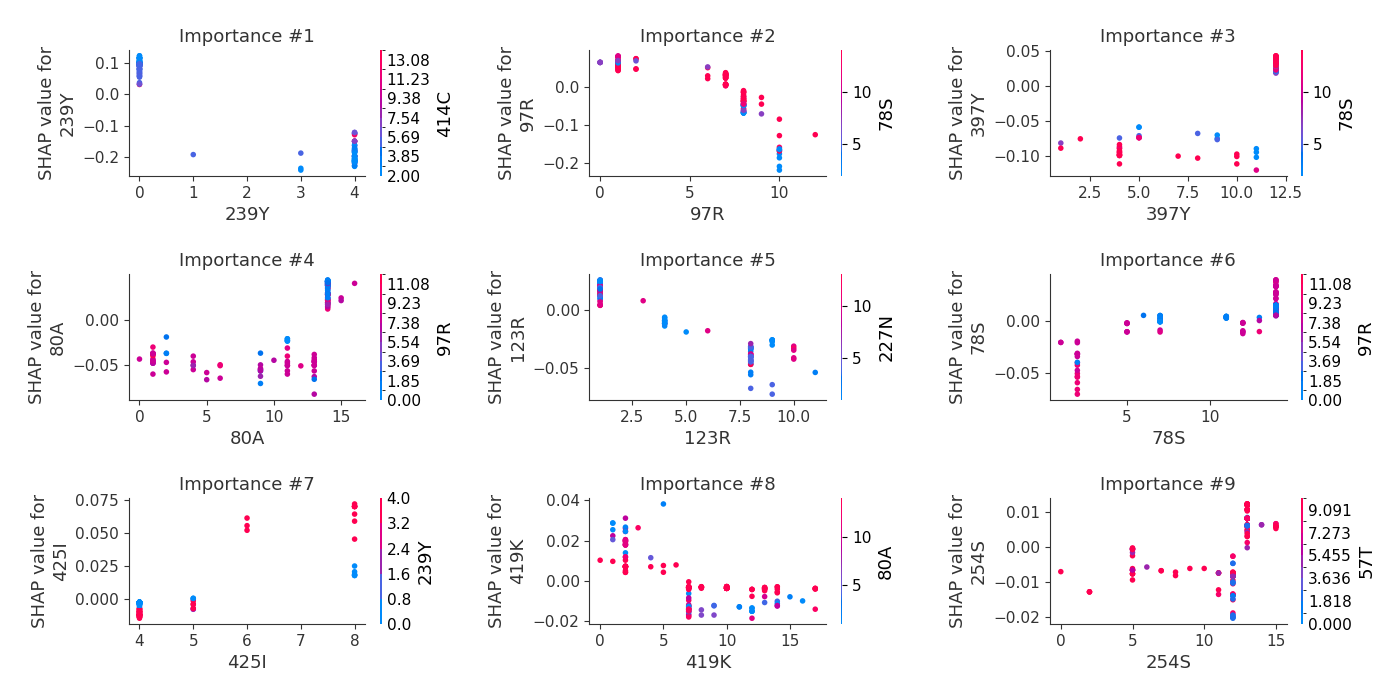 Importance #1
SHAP value for
239Y
0.1
0.0
−0.1
−0.2
0
1
2
3
4
239Y
13.08
11.23
9.38
7.54
5.69
3.85
2.00
414C
Importance #2
SHAP value for
97R
0.0
−0.1
−0.2
0
5
10
97R
10
5
78S
Importance #3
SHAP value for
397Y
0.05
0.00
−0.05
−0.10
2.5
5.0
7.5
10.0
12.5
397Y
10
5
78S
Importance #4
SHAP value for
80A
0.00
−0.05
0
5
10
15
80A
11.08
9.23
7.38
5.54
3.69
1.85
0.00
97R
Importance #5
SHAP value for
123R
0.00
−0.05
2.5
5.0
7.5
10.0
123R
10
5
227N
Importance #6
SHAP value for
78S
0.00
−0.05
5
10
78S
11.08
9.23
7.38
5.54
3.69
1.85
0.00
97R
Importance #7
SHAP value for
425I
0.075
0.050
0.025
0.000
4
5
6
7
8
425I
4.0
3.2
2.4
1.6
0.8
0.0
239Y
Importance #8
SHAP value for
419K
0.04
0.02
0.00
−0.02
0
5
10
15
419K
10
5
80A
Importance #9
SHAP value for
254S
0.01
0.00
−0.01
−0.02
0
5
10
15
254S
9.091
7.273
5.455
3.636
1.818
0.000
57T